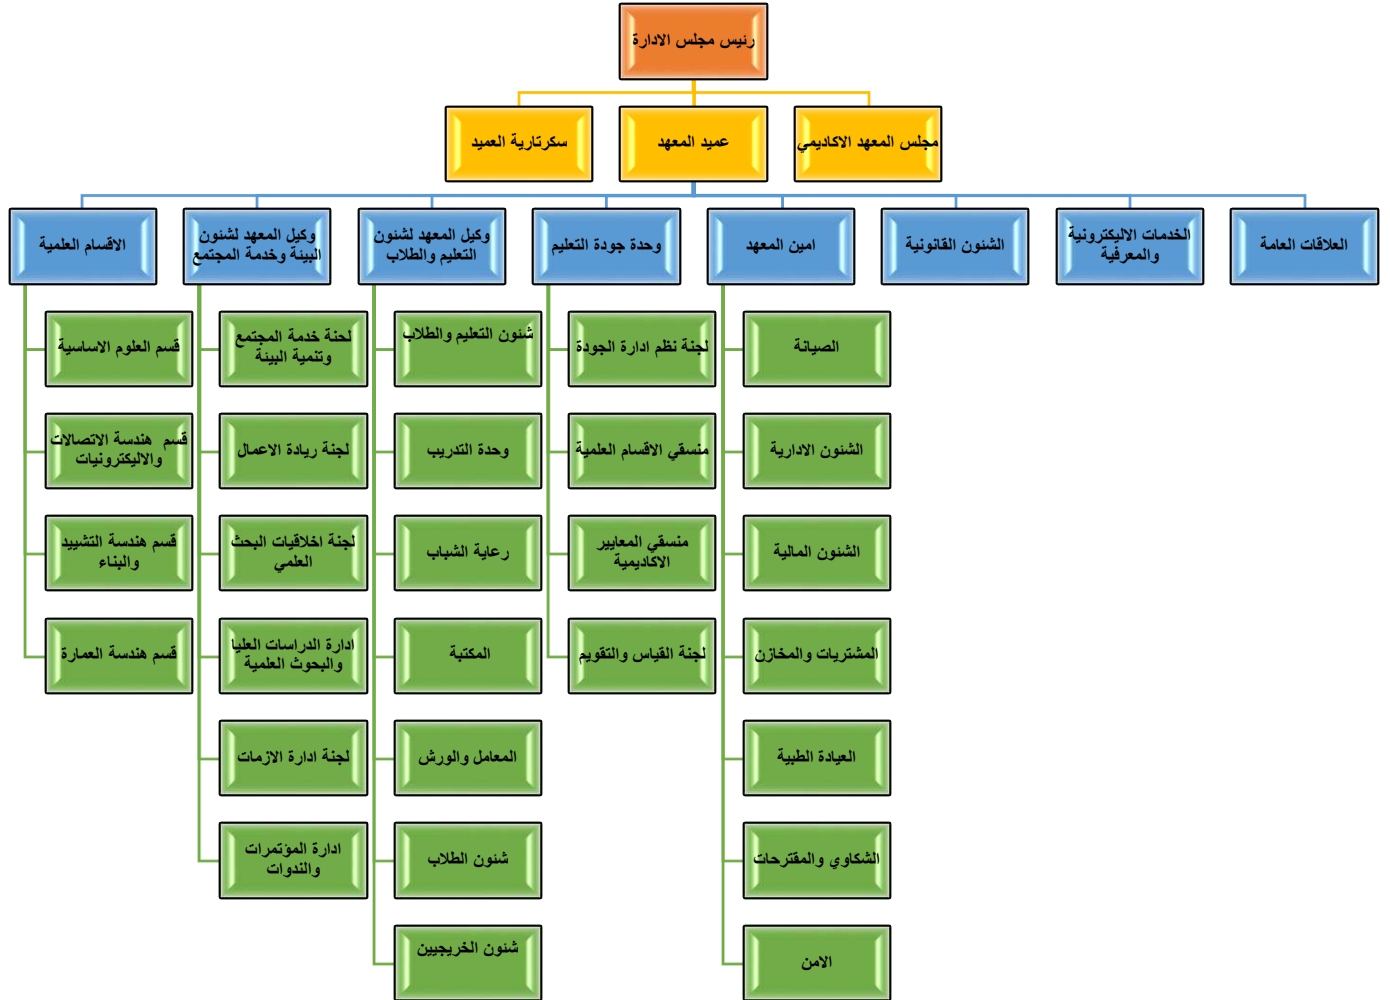 رئيس مجلس الادارة
مجلس المعهد الاكاديمي
عميد المعهد
سكرتارية العميد
العلاقات العامة
الخدمات الاليكترونية
والمعرفية
الشئون القانونية
امين المعهد
وحدة جودة التعليم
وكيل المعهد لشئون
التعليم والطلاب
وكيل المعهد لشئون
البيئة وخدمة المجتمع
الاقسام العلمية
الصيانة
الشئون الادارية
الشئون المالية
المشتريات والمخازن
العيادة الطبية
الشكاوي والمقترحات
الامن
لجنة نظم ادارة الجودة
منسقي الاقسام العلمية
منسقي المعايير
الاكاديمية
لجنة القياس والتقويم
شئون التعليم والطلاب
وحدة التدريب
رعاية الشباب
المكتبة
المعامل والورش
شئون الطلاب
شئون الخريجيين
لحنة خدمة المجتمع
وتنمية البيئة
لجنة ريادة الاعمال
لجنة اخلاقيات البحث
العلمي
ادارة الدراسات العليا
والبحوث العلمية
لجنة ادارة الازمات
ادارة المؤتمرات
والندوات
قسم العلوم الاساسية
قسم هندسة الاتصالات
والاليكترونيات
قسم هندسة التشييد
والبناء
قسم هندسة العمارة